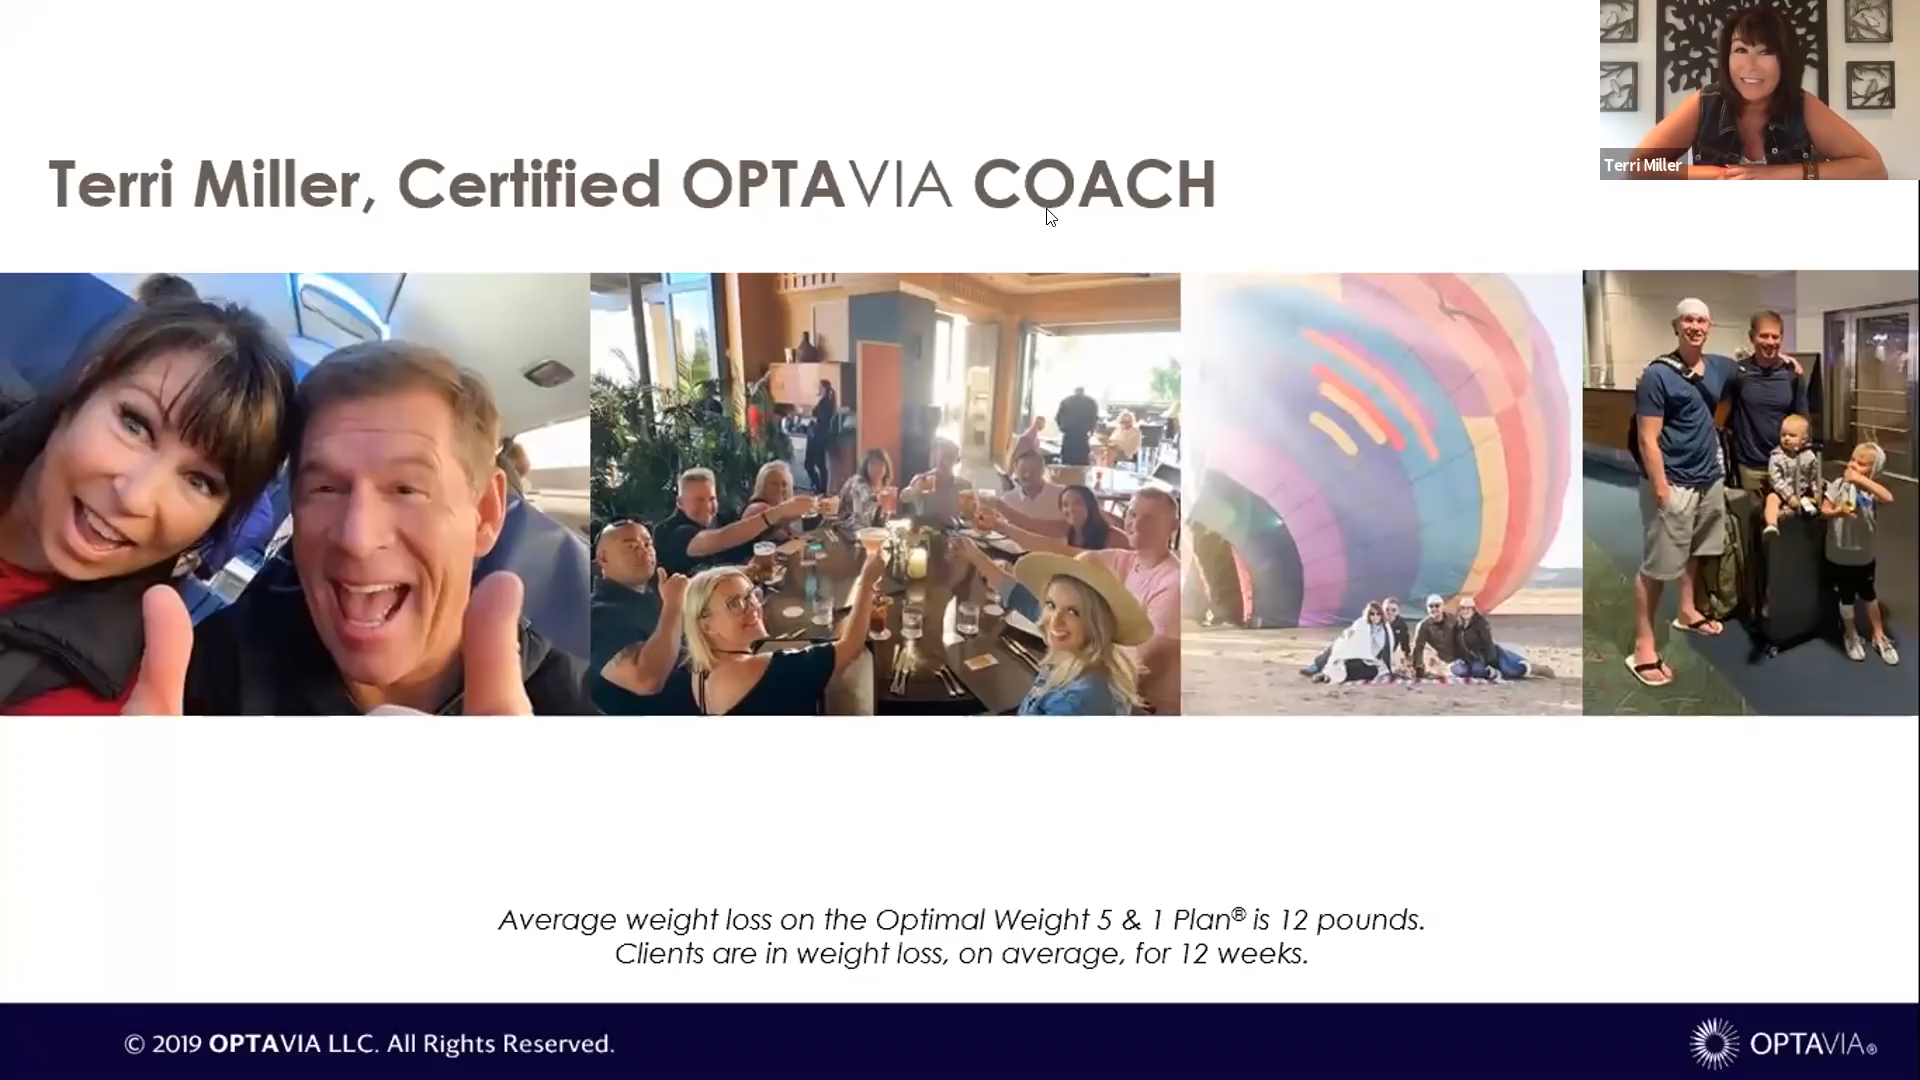 Terri Miller
Terri Miller, Certified OPTAVIA COACH
Average weight loss on the Optimal Weight 5 & 1 Plan® is 12 pounds.
Clients are in weight loss, on average, for 12 weeks.
© 2019 OPTAVIA LLC. All Rights Reserved.
OPTAVIA®